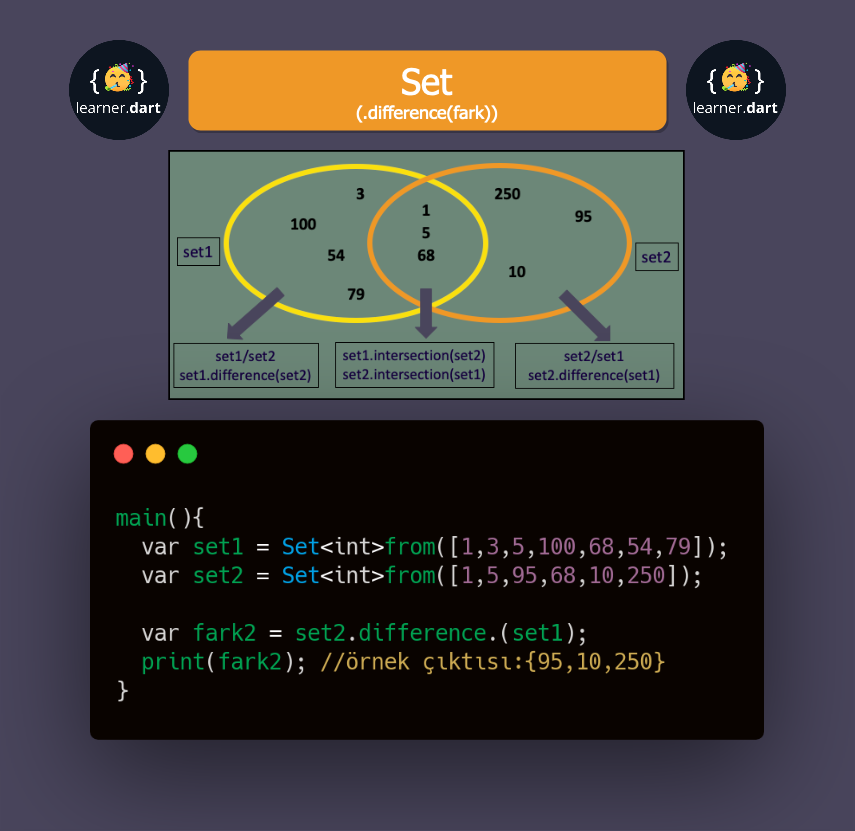 {🥳}
learner.dart
Set
(.difference(fark))
{🥳}
learner.dart
3
250
1
95
100
5
54
68
10
79
set1
set2
set1/set2
set1.difference(set2)
set1.intersection(set2)
set2.intersection(set1)
set2/set1
set2.difference(set1)
main(){
  var set1 = Set<int>from([1,3,5,100,68,54,79]);
  var set2 = Set<int>from([1,5,95,68,10,250]);
  var fark2 = set2.difference.(set1);
  print(fark2); //örnek çıktısı:{95,10,250}
}